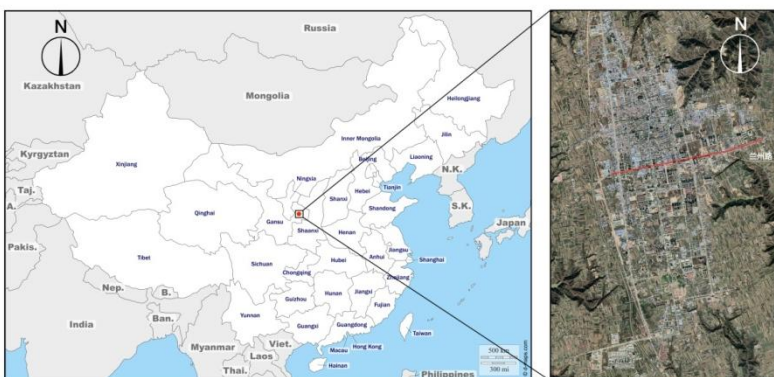 N
Russia
Kazakhstan
Mongolia
Heilongjiang
Jilin
Inner Mongolia
Liaoning
Beijing
Kyrgyztan
Xinjiang
N.K.
Tianjin
Ningxia
Hebei
Taj.
Shanxi
S.K.
Shandong
A.
Qinghai
Japan
Gansu
Shaanxi
Henan
Pakis.
Jiangsu
Tibet
Anhui
Shanghai
Hubei
Sichuan
Chongqing
Zhejiang
Nep.
B.
Hunan
Jiangxi
Guizhou
Fujian
India
Ban.
Yunnan
Guangxi
Guangdong
Taiwan
Myanmar
Viet.
Macau
Hong Kong
Laos
500 km
300 mi
Hainan
Thai.
Philippines
N
兰州路